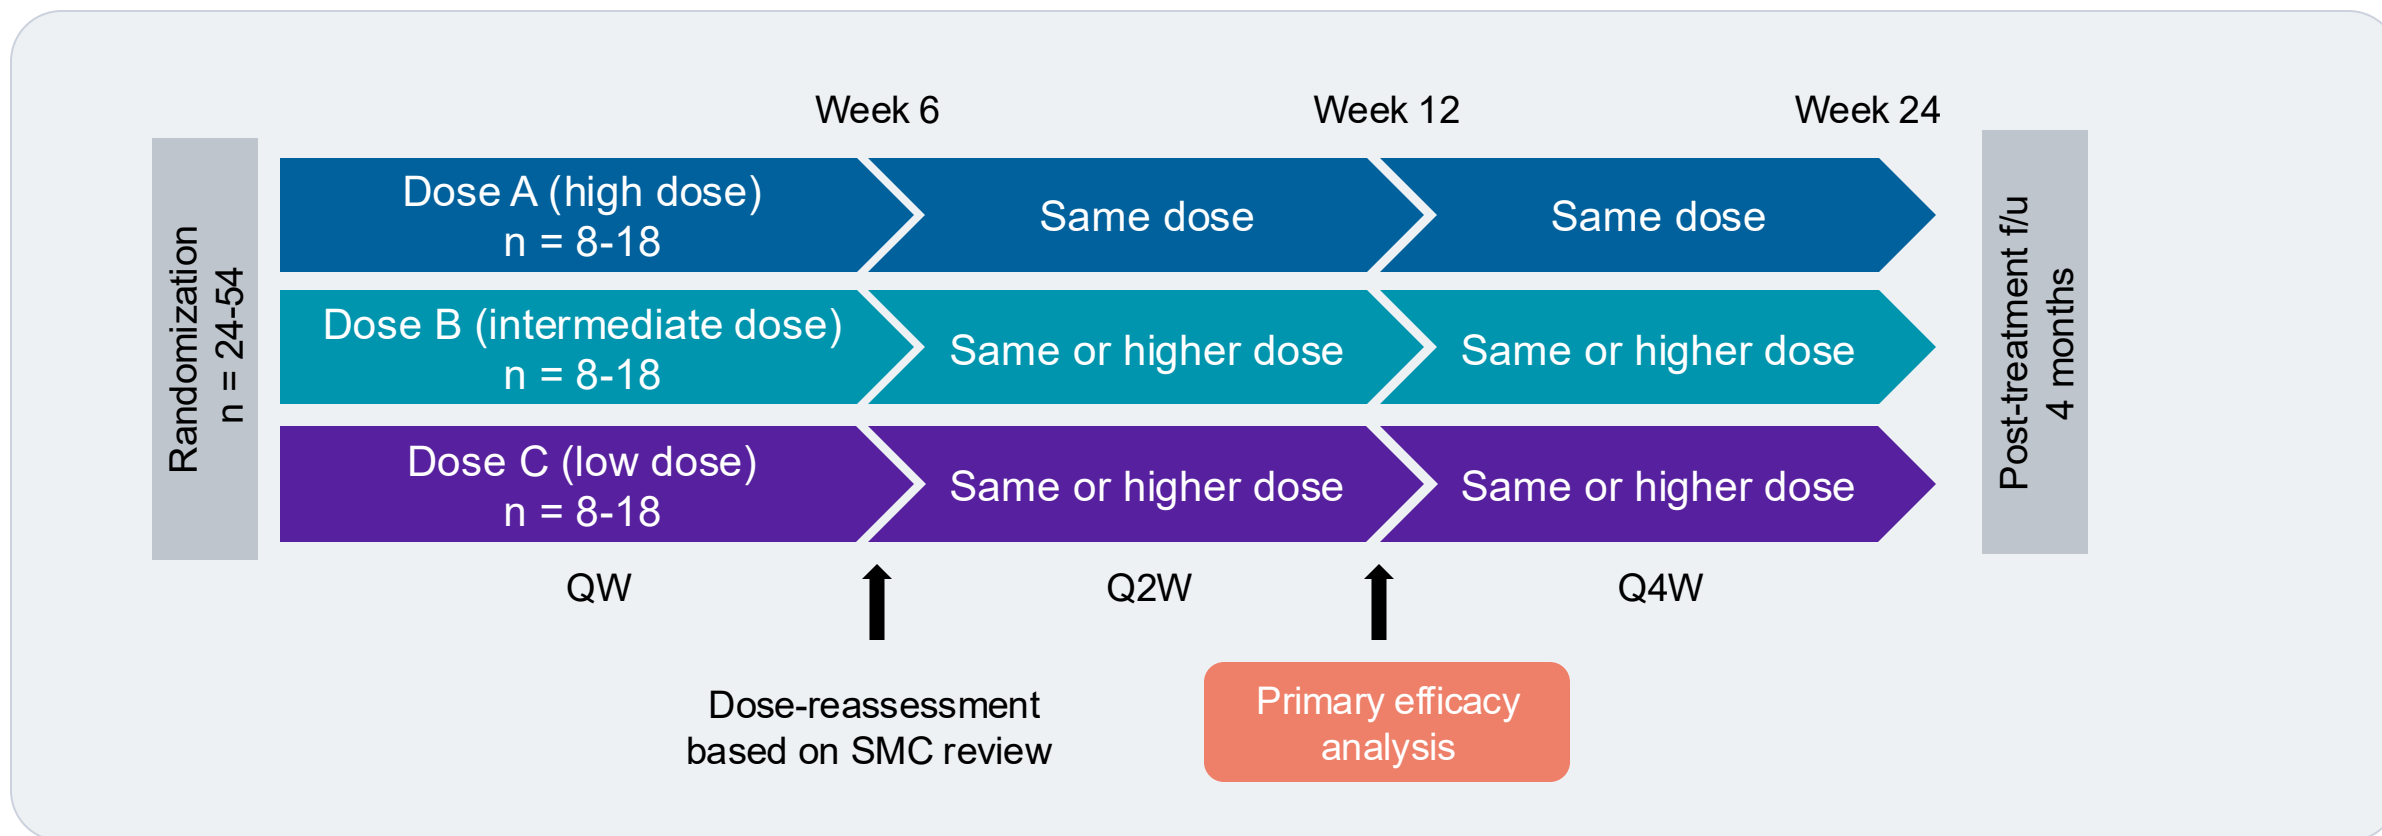 Week 6
Week 12
Week 24
Randomization
n = 24-54
Dose A (high dose)
n = 8-18
Same dose
Same dose
Dose B (intermediate dose)
n = 8-18
Same or higher dose
Same or higher dose
Dose C (low dose)
n = 8-18
Same or higher dose
Same or higher dose
Post-treatment f/u
4 months
QW
Q2W
Q4W
Dose-reassessment
based on SMC review
Primary efficacy
analysis